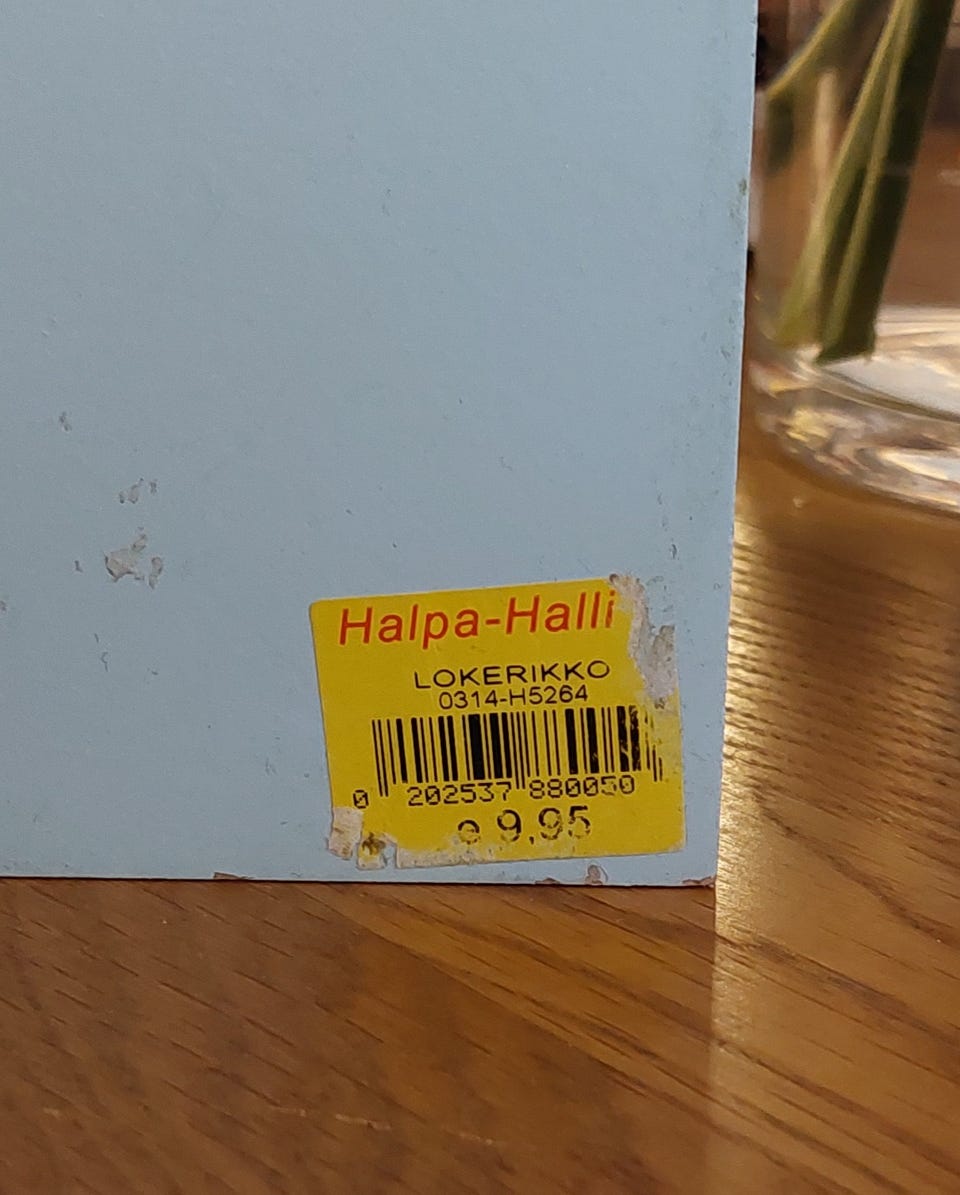 Halpa-Halli
LOKERIKKO
0314-H5264
0 202537 880050
€ 9,95